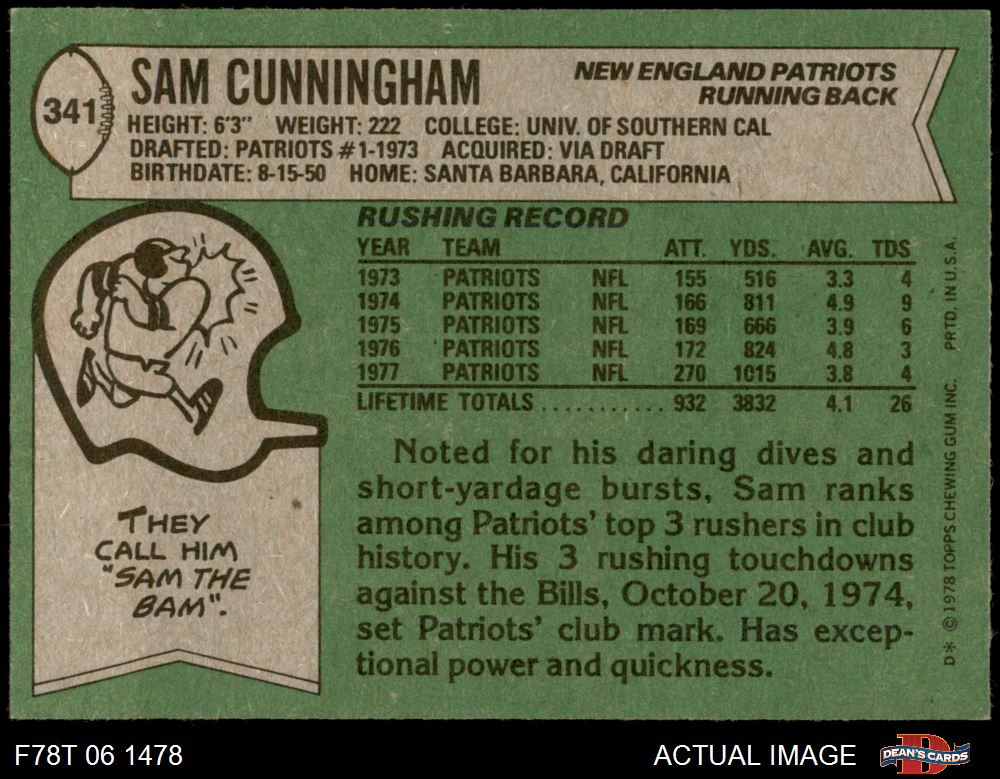 341
SAM CUNNINGHAM
NEW ENGLAND PATRIOTS
RUNNING BACK
HEIGHT: 6'3" WEIGHT: 222 COLLEGE: UNIV. OF SOUTHERN CAL
DRAFTED: PATRIOTS #1-1973 ACQUIRED: VIA DRAFT
BIRTHDATE: 8-15-50 HOME: SANTA BARBARA, CALIFORNIA
RUSHING RECORD
YEAR TEAM ATT. YDS. AVG. TDS
1973 PATRIOTS NFL 155 516 3.3 4
1974 PATRIOTS NFL 166 811 4.9 9
1975 PATRIOTS NFL 169 666 3.9 6
1976 PATRIOTS NFL 172 824 4.8 3
1977 PATRIOTS NFL 270 1015 3.8 4
LIFETIME TOTALS ............ 932 3832 4.1 26
Noted for his daring dives and
short-yardage bursts, Sam ranks
among Patriots' top 3 rushers in club
history. His 3 rushing touchdowns
against the Bills, October 20, 1974,
set Patriots' club mark. Has excep-
tional power and quickness.
THEY
CALL HIM
"SAM THE
BAM".
D* © 1978 TOPPS CHEWING GUM INC. PRTD. IN U.S.A.
F78T 06 1478
ACTUAL IMAGE
DEAN'S CARDS